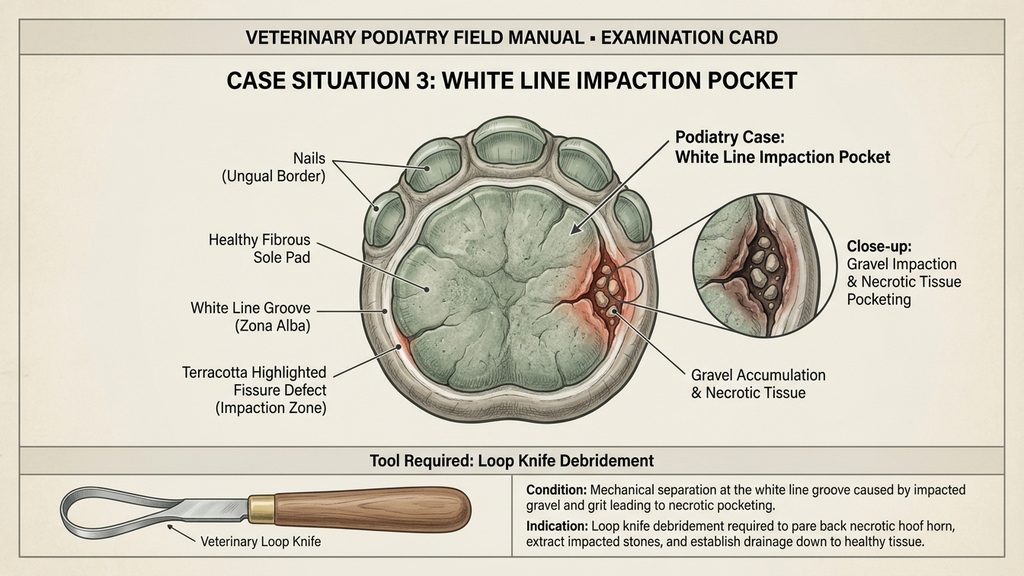 VETERINARY PODIATRY FIELD MANUAL ▪ EXAMINATION CARD
CASE SITUATION 3: WHITE LINE IMPACTION POCKET
Nails
(Ungual Border)
Healthy Fibrous
Sole Pad
White Line Groove
(Zona Alba)
Terracotta Highlighted
Fissure Defect
(Impaction Zone)
Podiatry Case:
White Line Impaction Pocket
Close-up:
Gravel Impaction
& Necrotic Tissue
Pocketing
Gravel Accumulation
& Necrotic Tissue
Tool Required: Loop Knife Debridement
Veterinary Loop Knife
Condition: Mechanical separation at the white line groove caused by impacted
gravel and grit leading to necrotic pocketing.
Indication: Loop knife debridement required to pare back necrotic hoof horn,
extract impacted stones, and establish drainage down to healthy tissue.